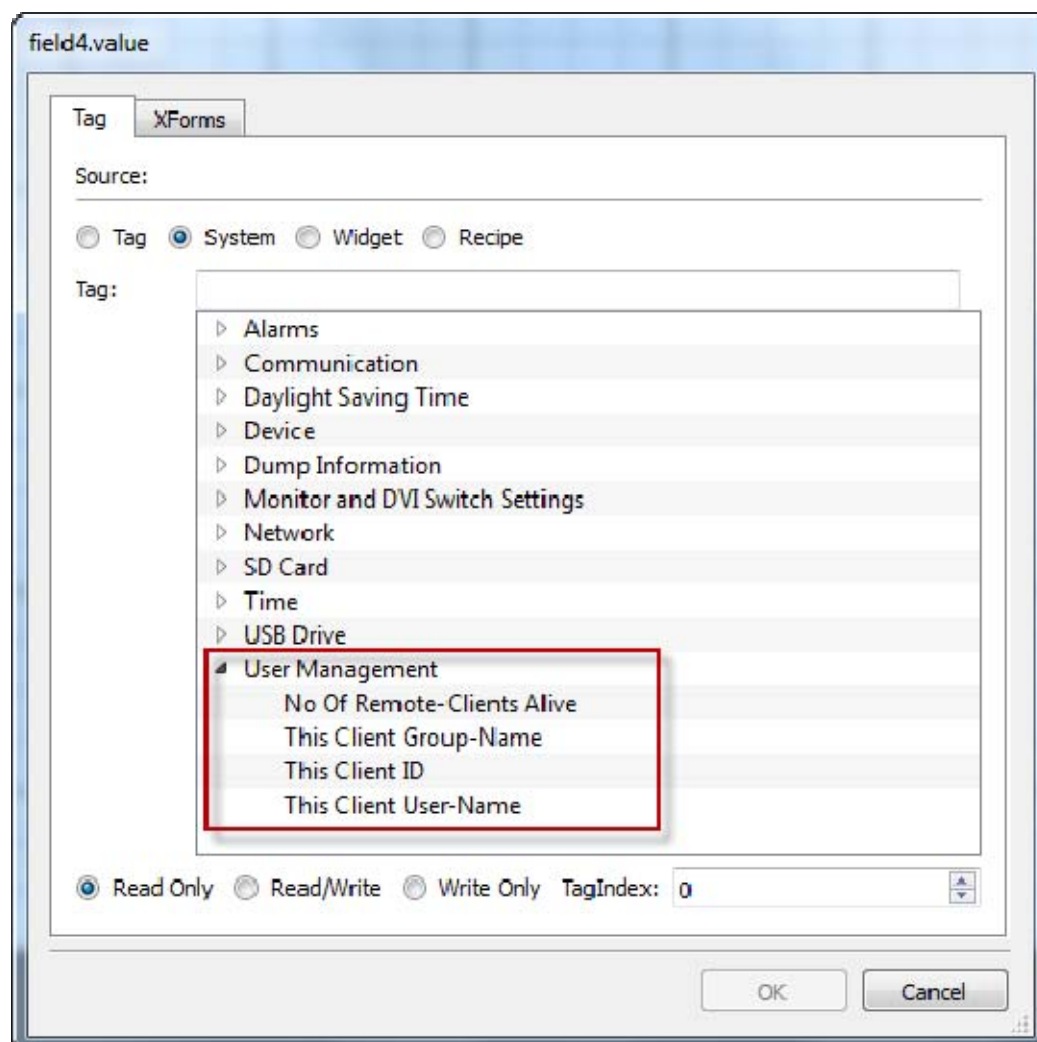 field4.value
Tag XForms
Source:
Tag System Widget Recipe
Tag:
Alarms
Communication
Daylight Saving Time
Device
Dump Information
Monitor and DVI Switch Settings
Network
SD Card
Time
USB Drive
User Management
No Of Remote-Clients Alive
This Client Group-Name
This Client ID
This Client User-Name
Read Only Read/Write Write Only TagIndex: 0
OK Cancel